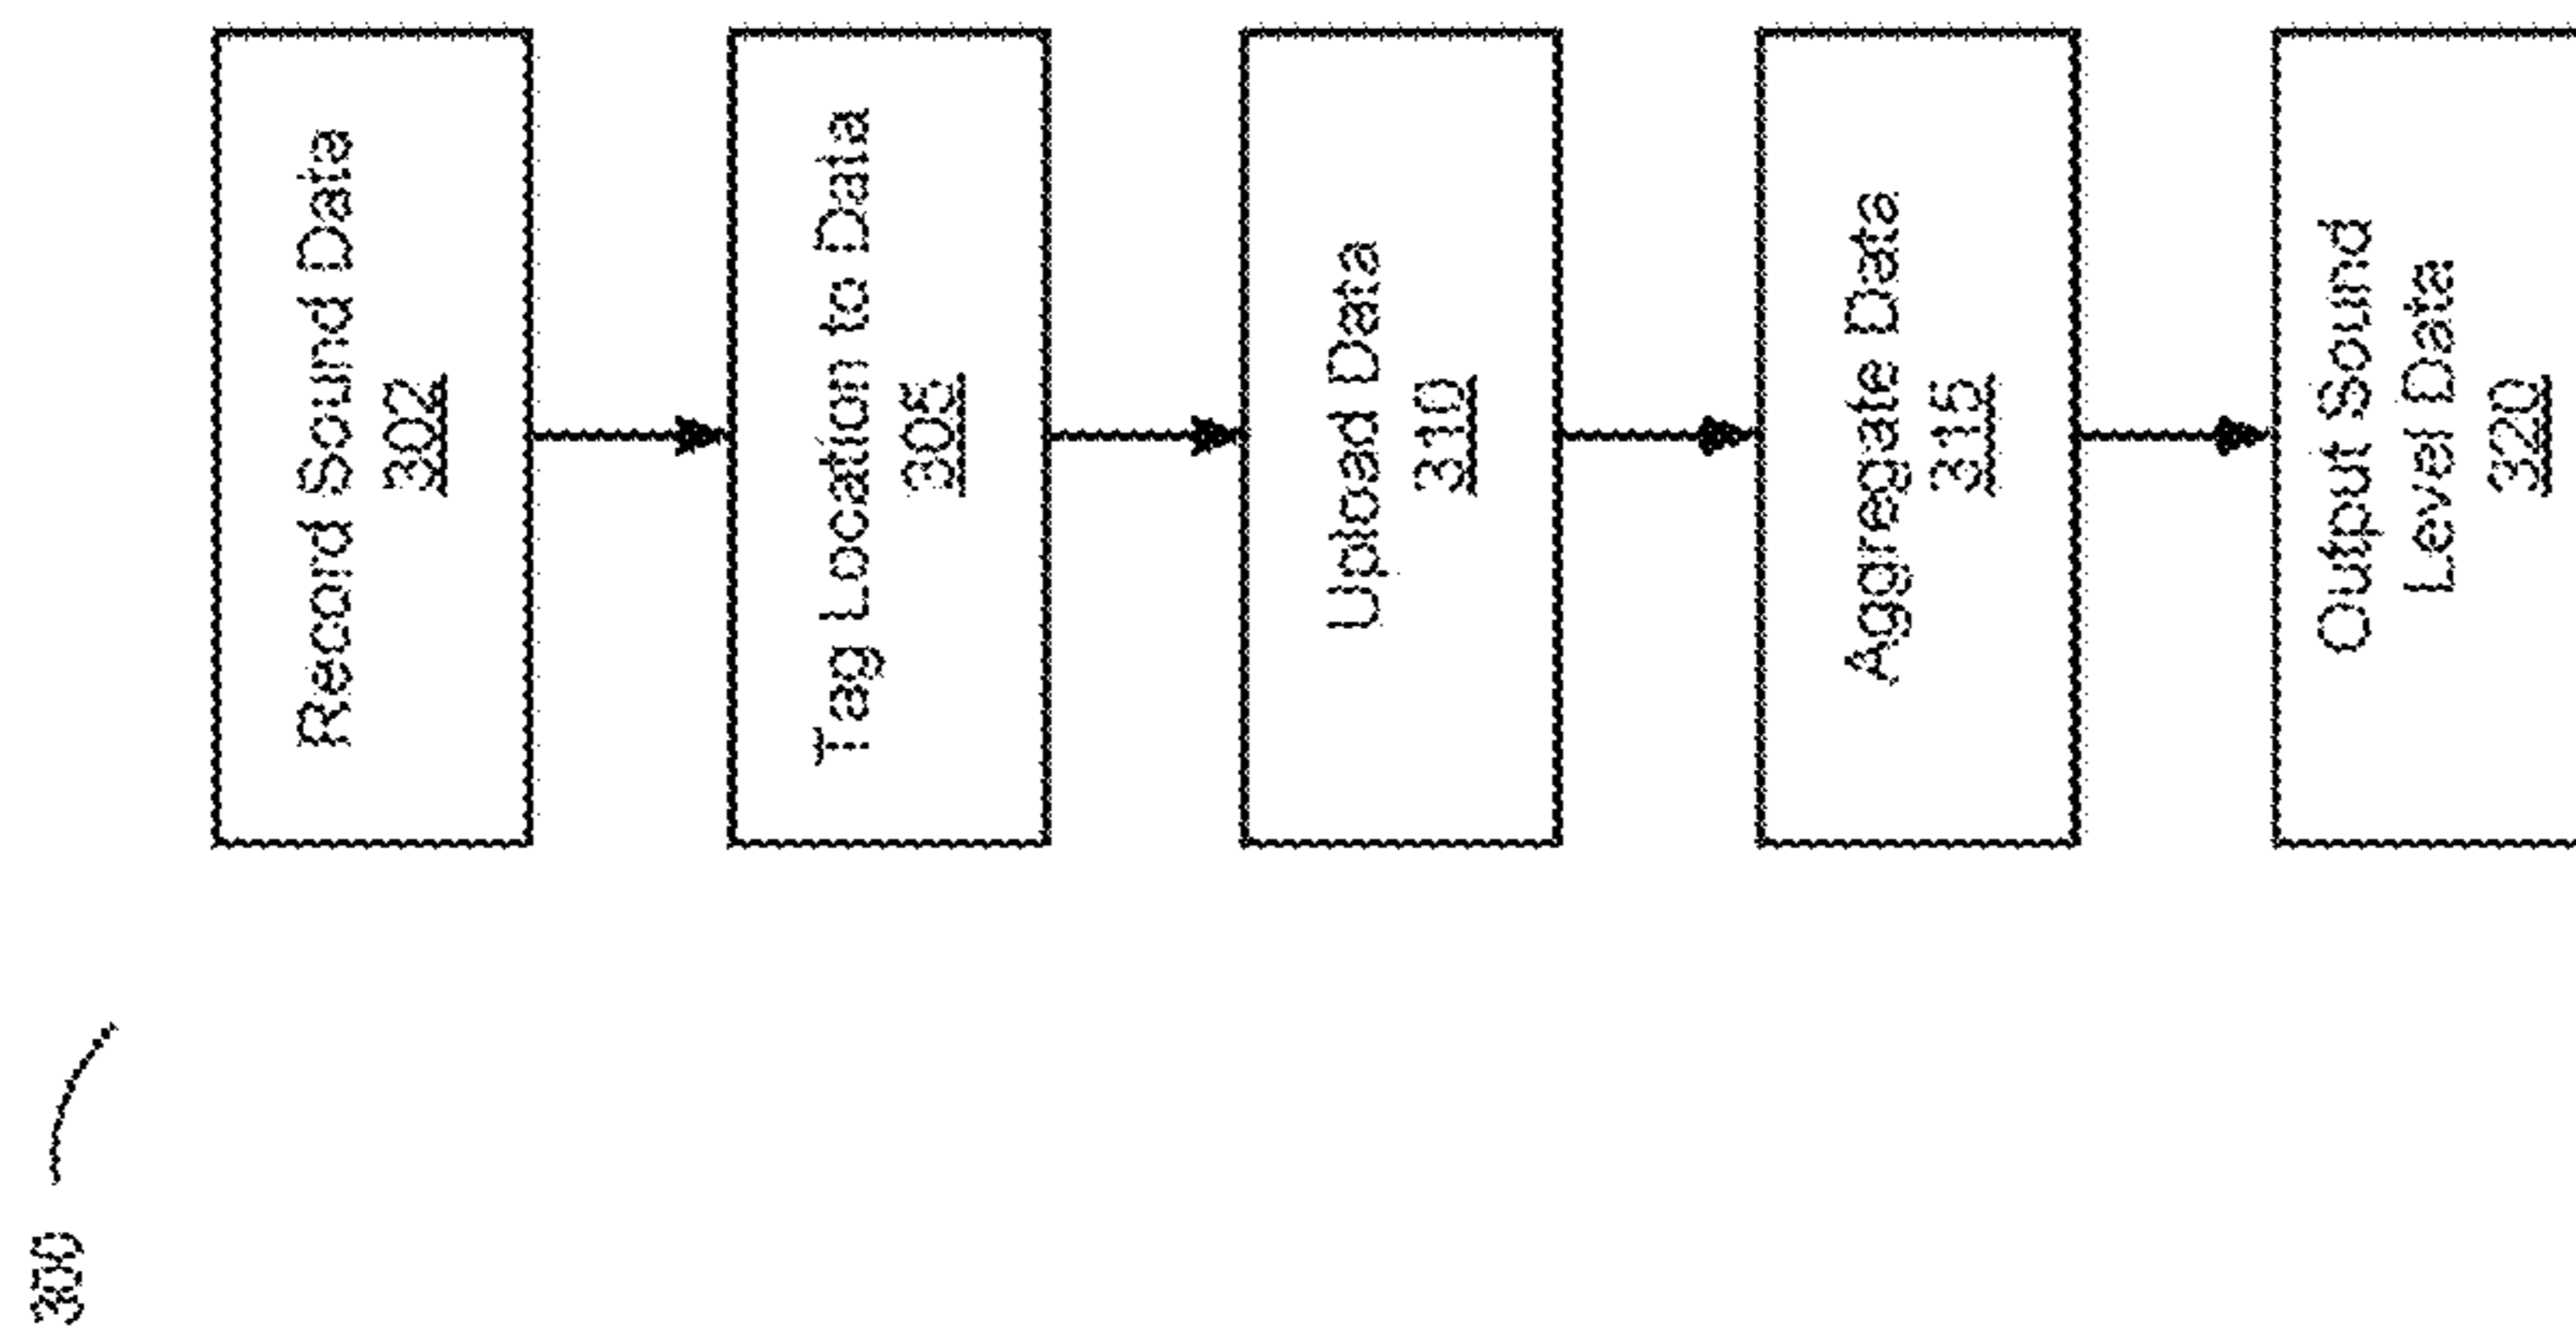 300
Record Sound Data
302
Tag Location to Data
305
Upload Data
310
Aggregate Data
315
Output Sound
Level Data
320